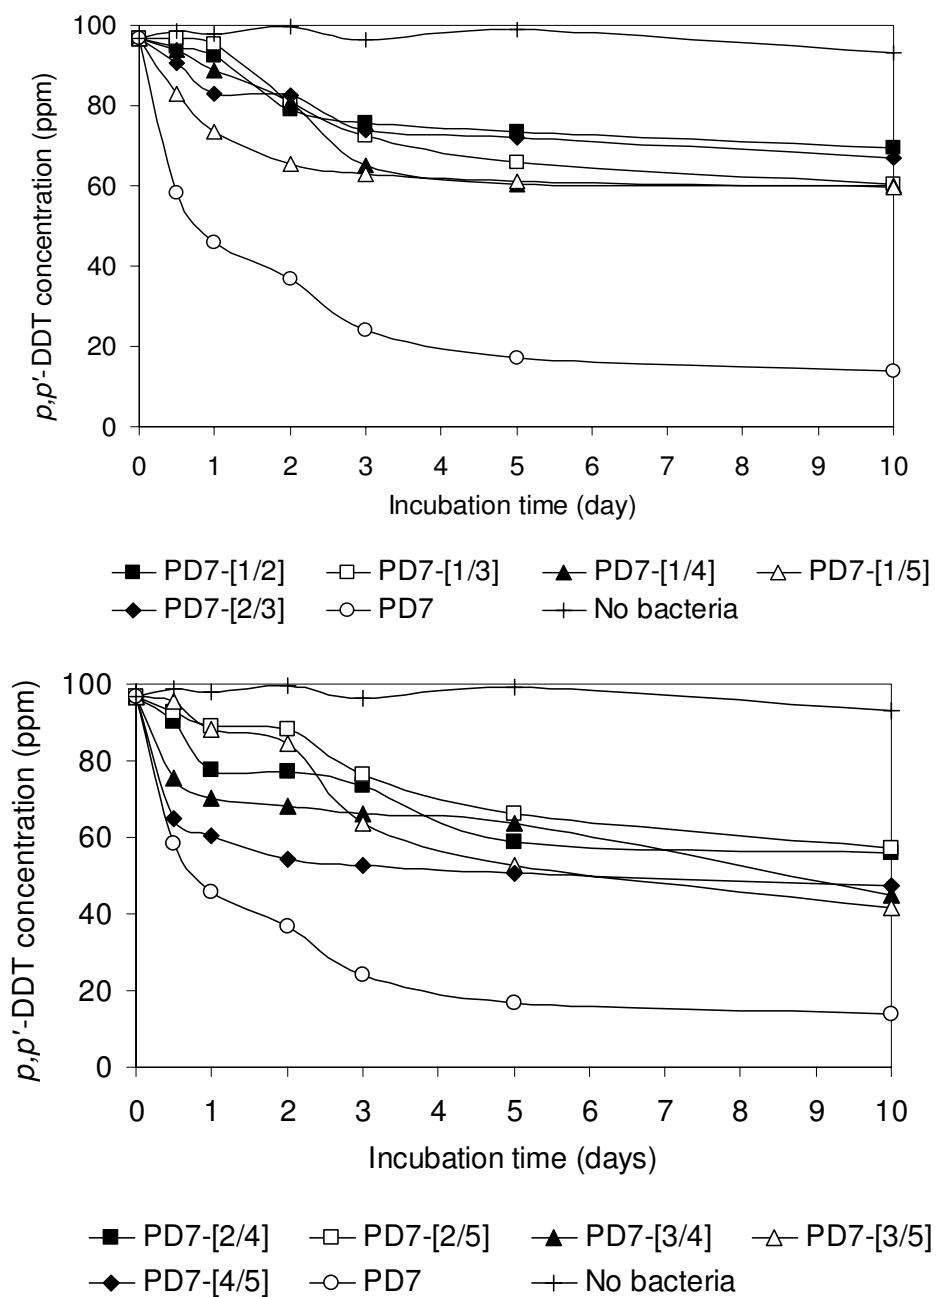 100
80
60
40
20
0
p,p'-DDT concentration (ppm)
0 1 2 3 4 5 6 7 8 9 10
Incubation time (day)
PD7-[1/2] PD7-[1/3] PD7-[1/4] PD7-[1/5]
PD7-[2/3] PD7 No bacteria
100
80
60
40
20
0
p,p'-DDT concentration (ppm)
0 1 2 3 4 5 6 7 8 9 10
Incubation time (days)
PD7-[2/4] PD7-[2/5] PD7-[3/4] PD7-[3/5]
PD7-[4/5] PD7 No bacteria